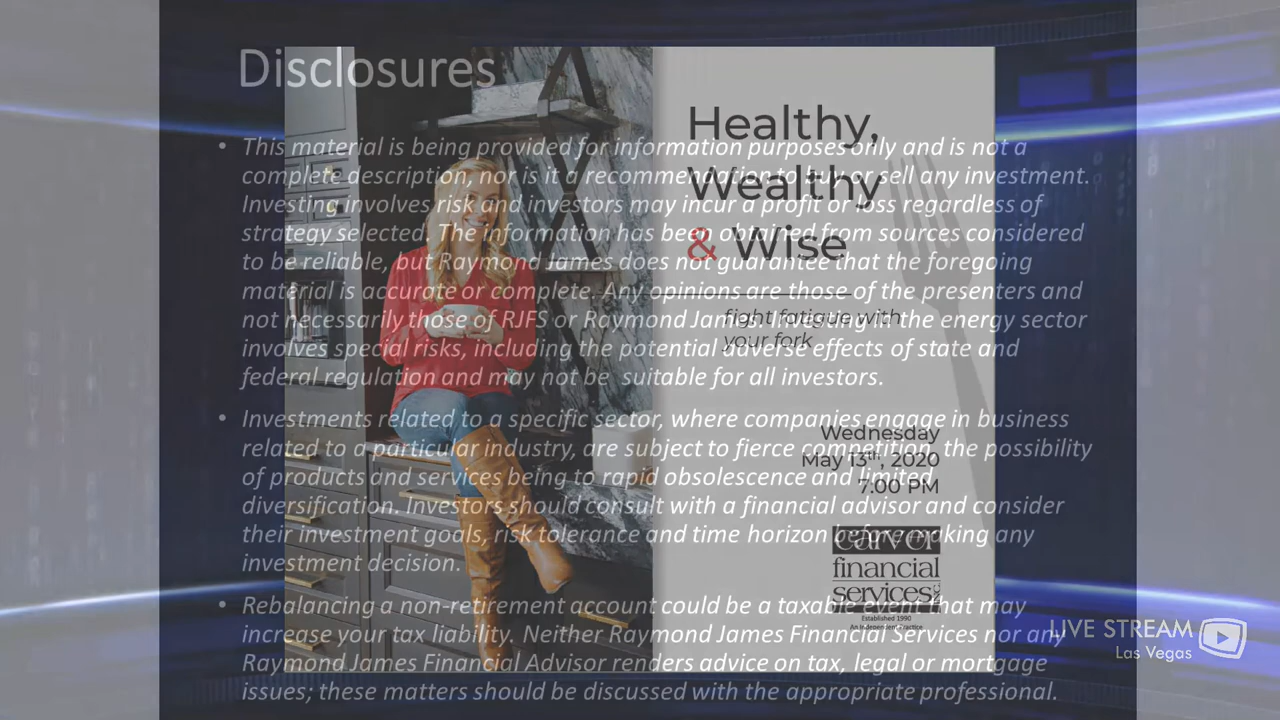 Disclosures
• This material is being provided for information purposes only and is not a
complete description, nor is it a recommendation to buy or sell any investment.
Investing involves risk and investors may incur a profit or loss regardless of
strategy selected. The information has been obtained from sources considered
to be reliable, but Raymond James does not guarantee that the foregoing
material is accurate or complete. Any opinions are those of the presenters and
not necessarily those of RJFS or Raymond James. Investing in the energy sector
involves special risks, including the potential adverse effects of state and
federal regulation and may not be suitable for all investors.
• Investments related to a specific sector, where companies engage in business
related to a particular industry, are subject to fierce competition, the possibility
of products and services being to rapid obsolescence and limited
diversification. Investors should consult with a financial advisor and consider
their investment goals, risk tolerance and time horizon before making any
investment decision.
• Rebalancing a non-retirement account could be a taxable event that may
increase your tax liability. Neither Raymond James Financial Services nor any
Raymond James Financial Advisor renders advice on tax, legal or mortgage
issues; these matters should be discussed with the appropriate professional.
Healthy,
Wealthy
& Wise
fight fatigue with
your fork
Wednesday
May 13th, 2020
7:00 PM
carver
financial
services
Established 1990
An Independent Practice
LIVE STREAM
Las Vegas